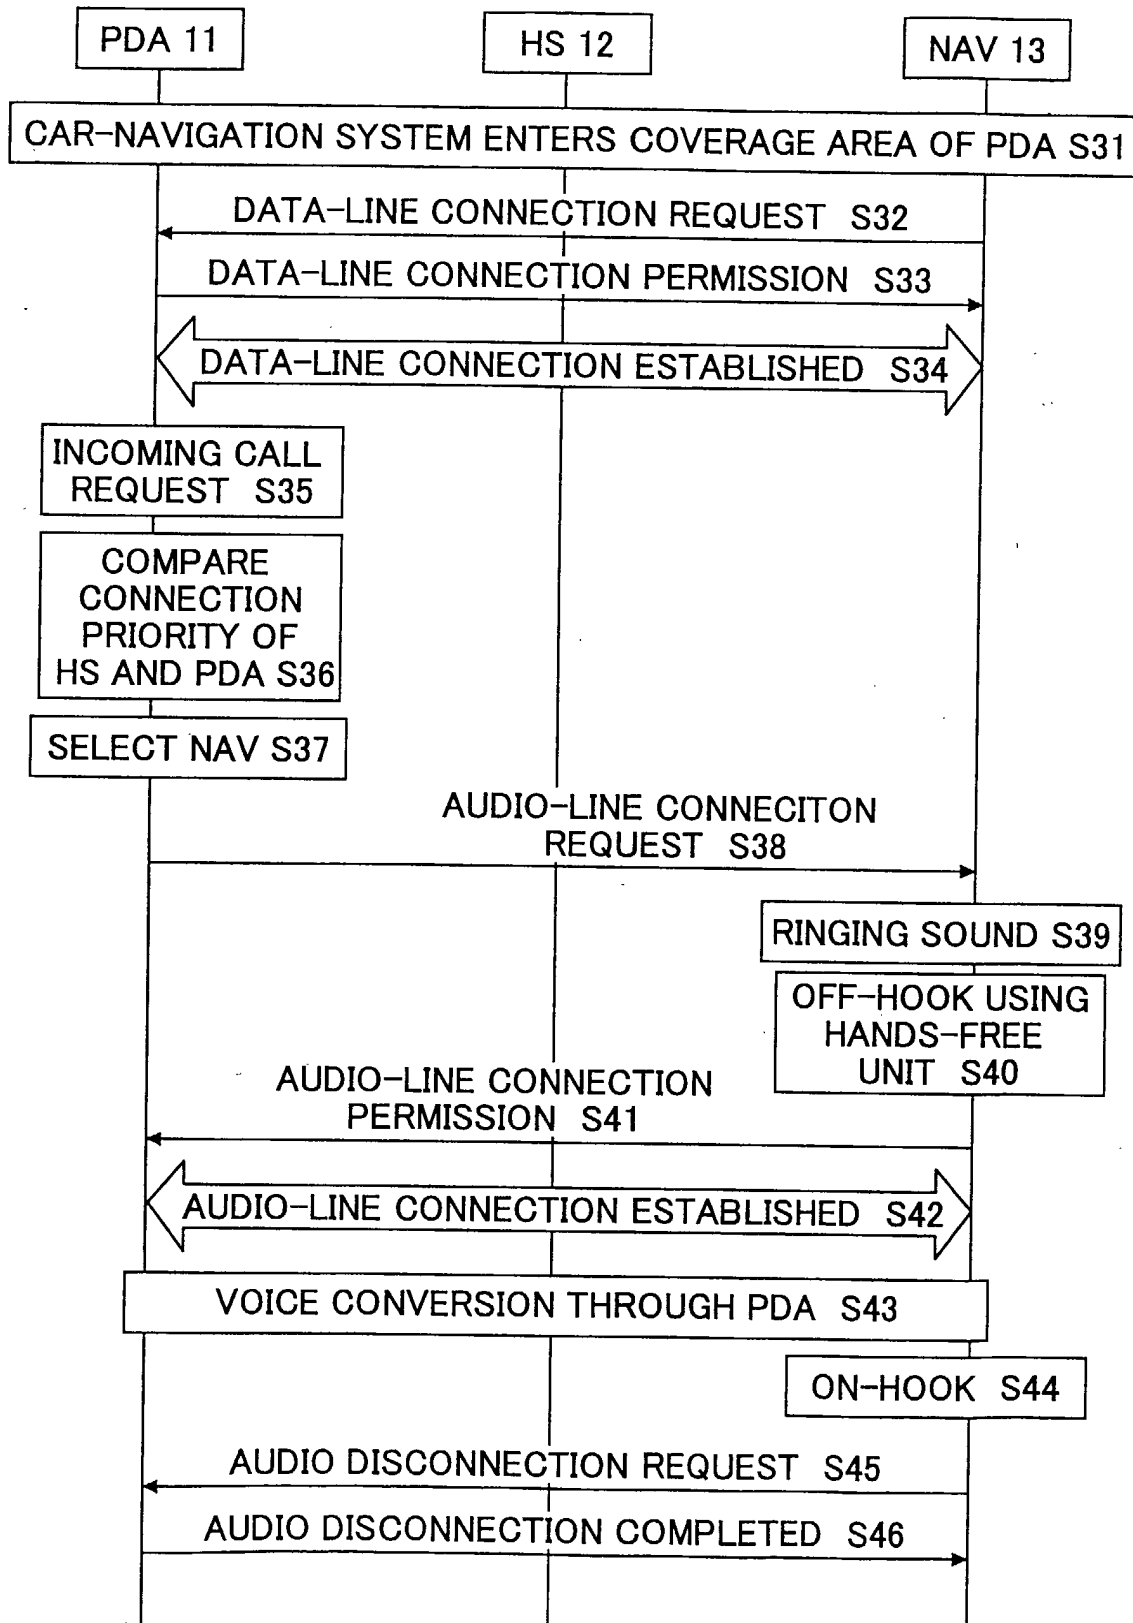 PDA 11
HS 12
NAV 13
CAR-NAVIGATION SYSTEM ENTERS COVERAGE AREA OF PDA S31
DATA-LINE CONNECTION REQUEST S32
DATA-LINE CONNECTION PERMISSION S33
DATA-LINE CONNECTION ESTABLISHED S34
INCOMING CALL
REQUEST S35
COMPARE
CONNECTION
PRIORITY OF
HS AND PDA S36
SELECT NAV S37
AUDIO-LINE CONNECITON
REQUEST S38
RINGING SOUND S39
OFF-HOOK USING
HANDS-FREE
UNIT S40
AUDIO-LINE CONNECTION
PERMISSION S41
AUDIO-LINE CONNECTION ESTABLISHED S42
VOICE CONVERSION THROUGH PDA S43
ON-HOOK S44
AUDIO DISCONNECTION REQUEST S45
AUDIO DISCONNECTION COMPLETED S46